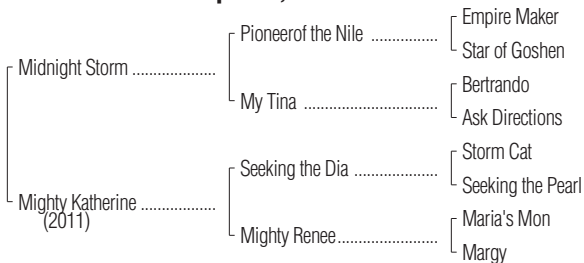 Empire Maker
Pioneerof the Nile ................
Star of Goshen
Midnight Storm ....................
Bertrando
My Tina ................................
Ask Directions
Storm Cat
Seeking the Dia ....................
Seeking the Pearl
Mighty Katherine ..................
(2011)
Maria's Mon
Mighty Renee........................
Margy